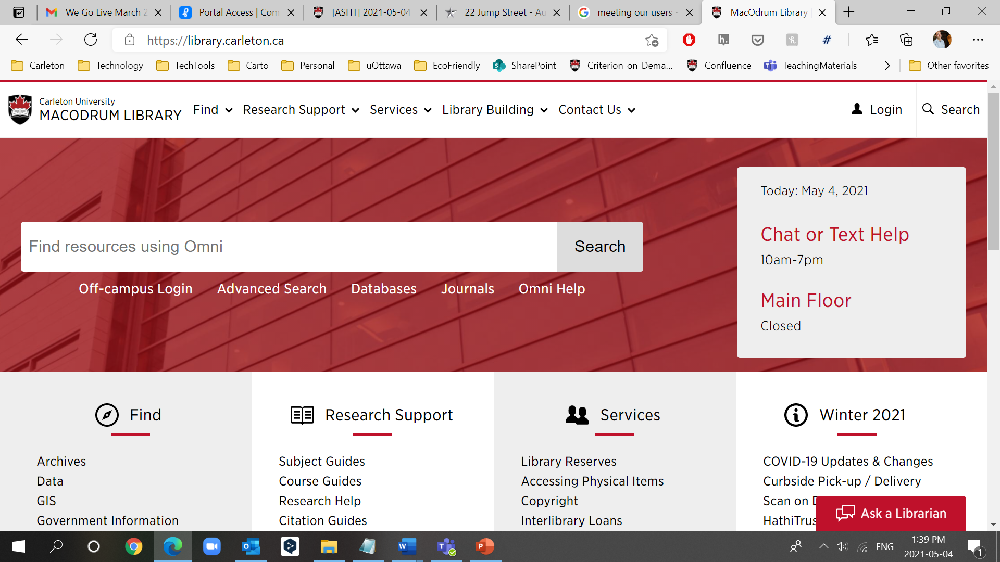 We Go Live March 2
Portal Access | Com
[ASHT] 2021-05-04
22 Jump Street - Au
meeting our users -
MacOdrum Library |
https://library.carleton.ca
Carleton
Technology
TechTools
Carto
Personal
uOttawa
EcoFriendly
SharePoint
Criterion-on-Dema...
Confluence
TeachingMaterials
Other favorites
Carleton University
MACODRUM LIBRARY
Find
Research Support
Services
Library Building
Contact Us
Login
Search
Find resources using Omni
Search
Off-campus Login
Advanced Search
Databases
Journals
Omni Help
Today: May 4, 2021
Chat or Text Help
10am-7pm
Main Floor
Closed
Find
Archives
Data
GIS
Government Information
Research Support
Subject Guides
Course Guides
Research Help
Citation Guides
Services
Library Reserves
Accessing Physical Items
Copyright
Interlibrary Loans
Winter 2021
COVID-19 Updates & Changes
Curbside Pick-up / Delivery
Scan on D
HathiTrus
Ask a Librarian
ENG
1:39 PM
2021-05-04
1